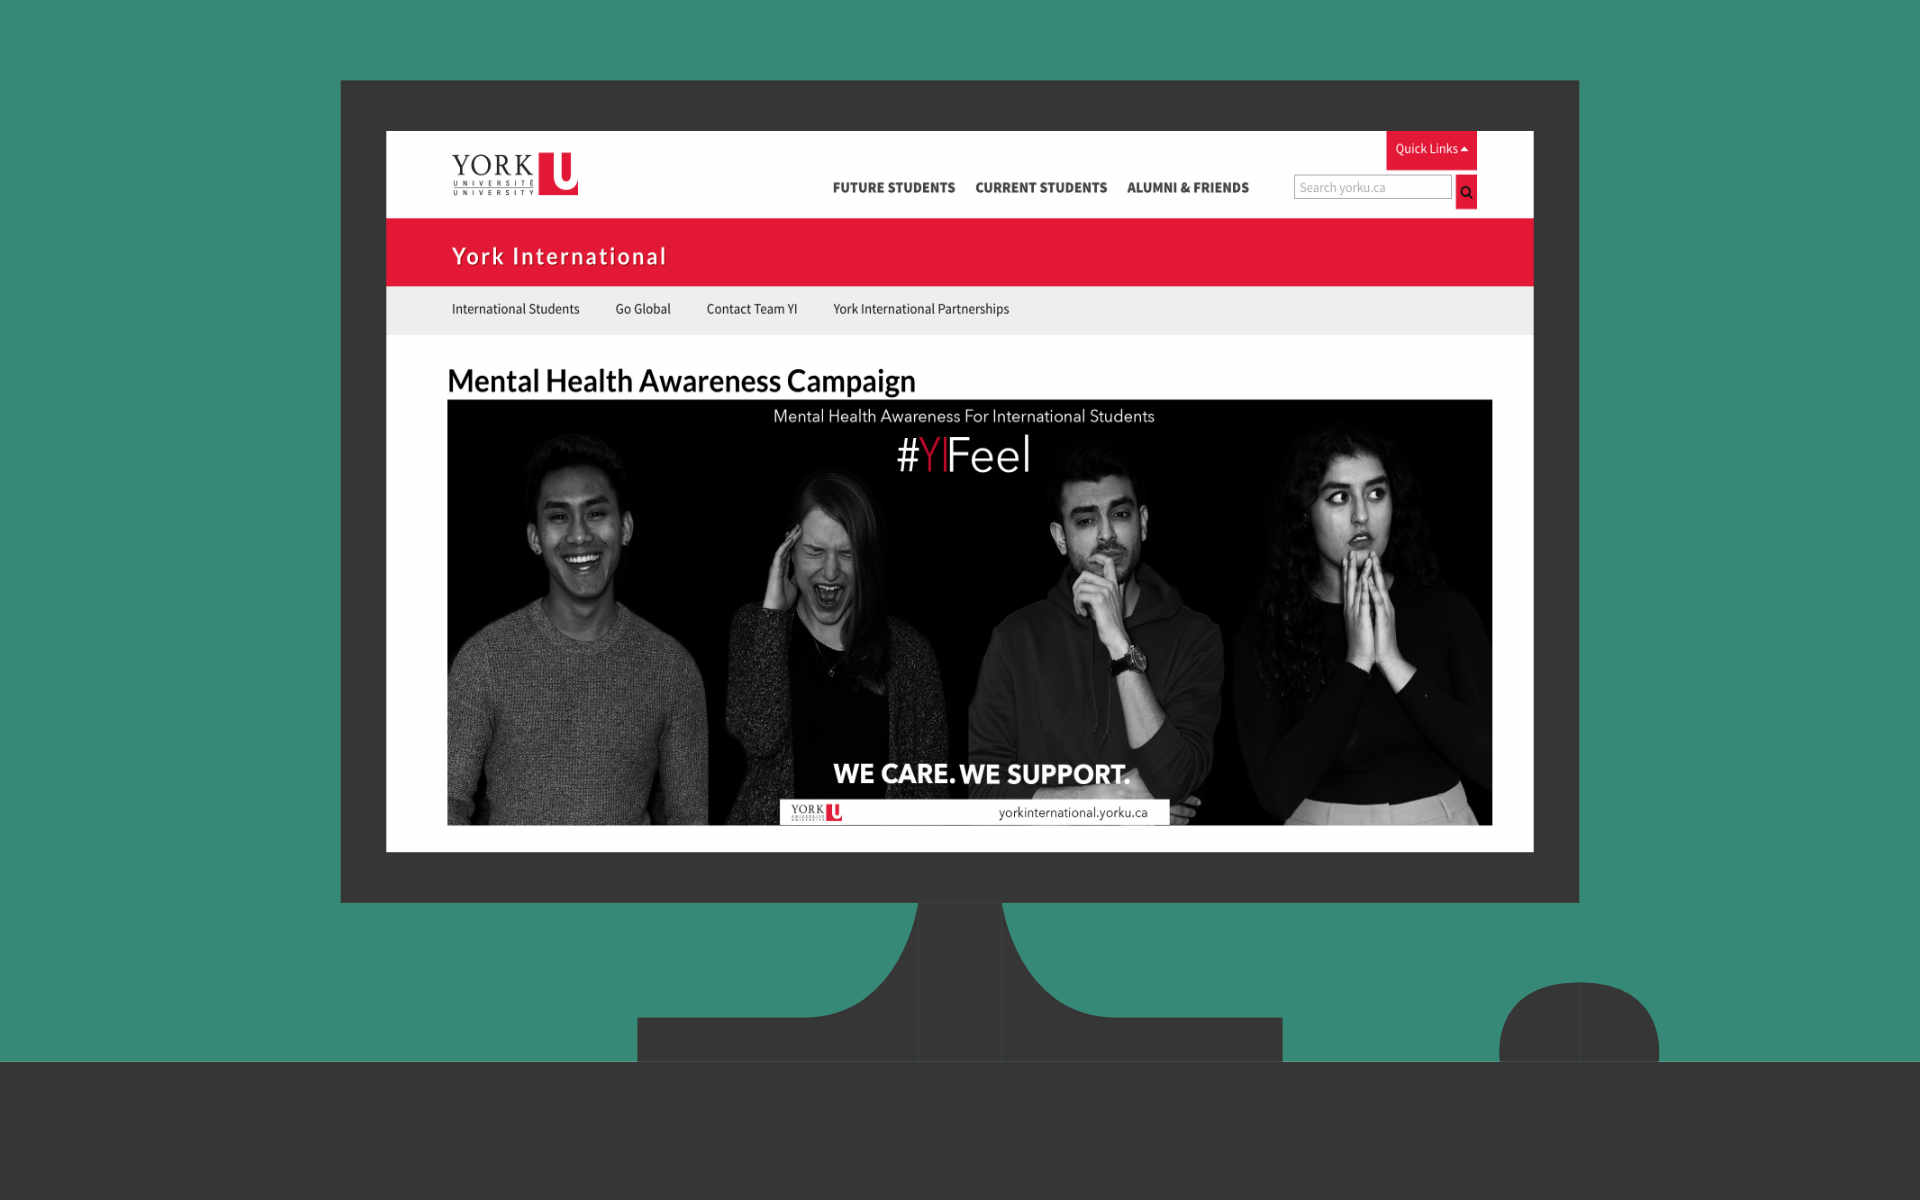 YORK U
UNIVERSITÉ
UNIVERSITY
Quick Links
FUTURE STUDENTS CURRENT STUDENTS ALUMNI & FRIENDS
Search yorku.ca
York International
International Students Go Global Contact Team YI York International Partnerships
Mental Health Awareness Campaign
Mental Health Awareness For International Students
#YIFeel
WE CARE. WE SUPPORT.
YORK U
UNIVERSITÉ
UNIVERSITY
yorkinternational.yorku.ca